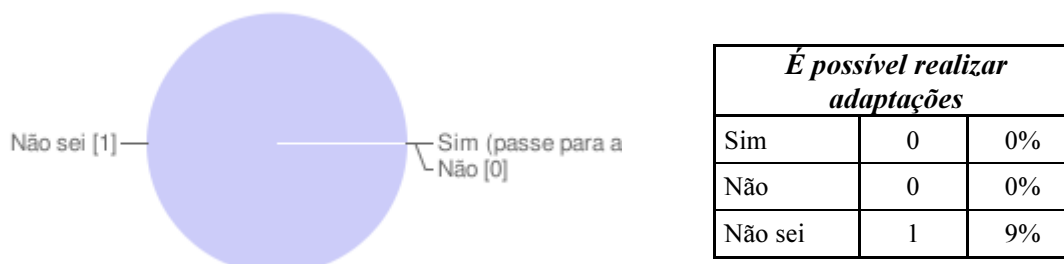 Não sei [1]
Sim (passe para a
Não [0]
É possível realizar
adaptações
Sim 0 0%
Não 0 0%
Não sei 1 9%